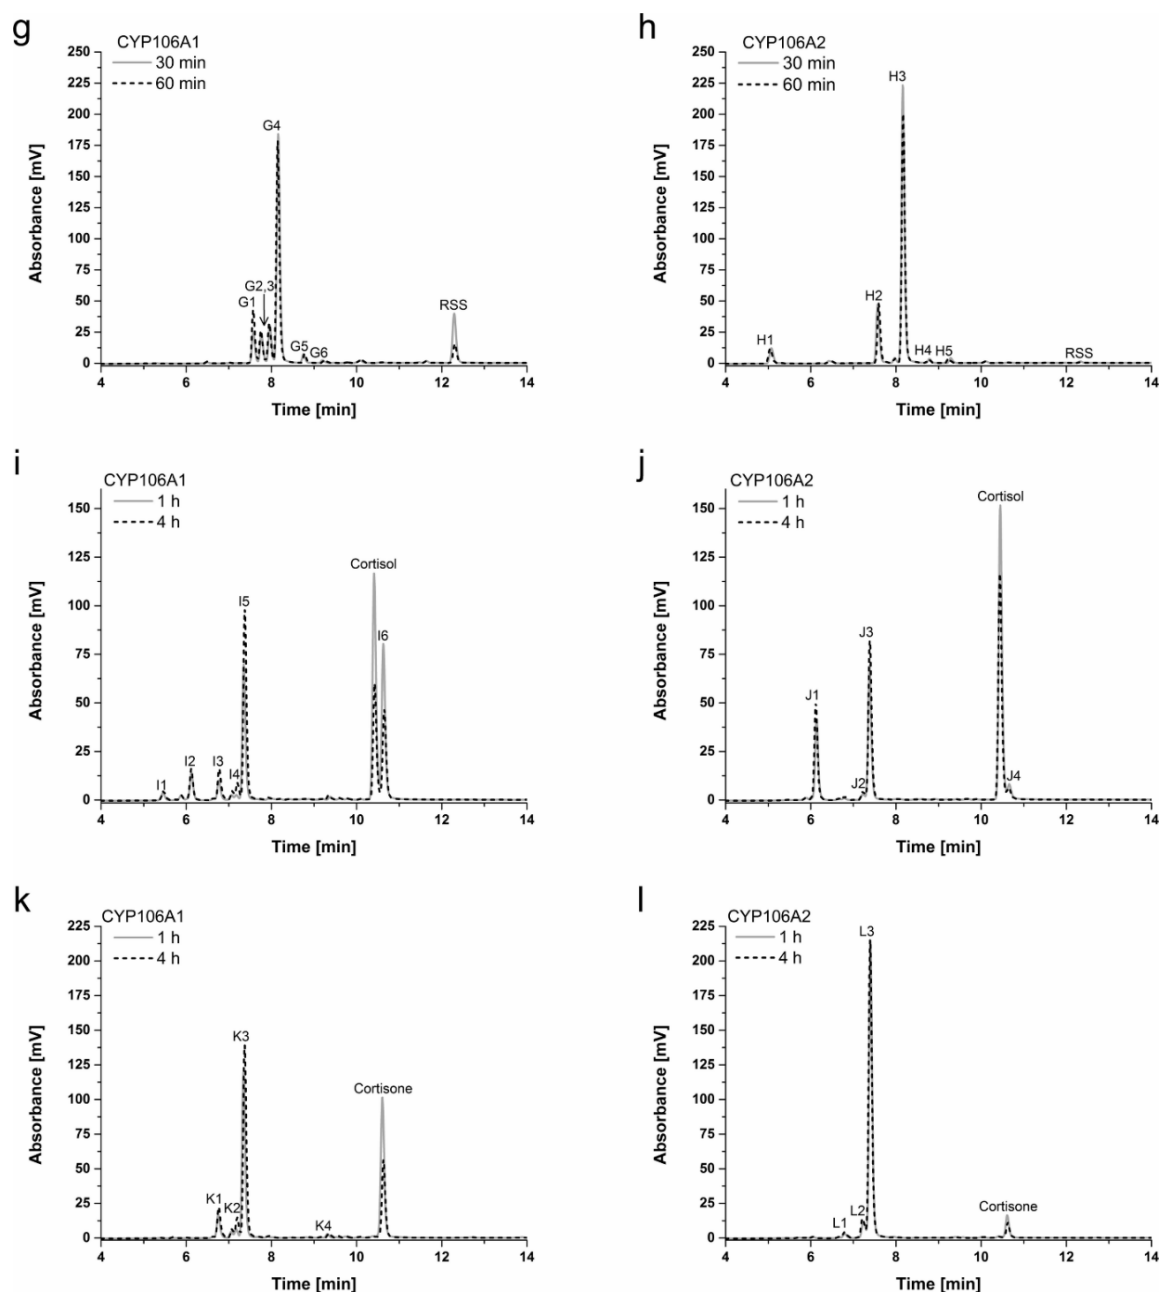 g
CYP106A1
30 min
60 min
250
225
200
175
150
125
100
75
50
25
0
Absorbance [mV]
G4
G2,3
G1
G5
G6
RSS
4 6 8 10 12 14
Time [min]
h
CYP106A2
30 min
60 min
250
225
200
175
150
125
100
75
50
25
0
Absorbance [mV]
H3
H2
H1
H4
H5
RSS
4 6 8 10 12 14
Time [min]
i
CYP106A1
1 h
4 h
150
125
100
75
50
25
0
Absorbance [mV]
Cortisol
I5
I6
I2
I3
I4
I1
4 6 8 10 12 14
Time [min]
j
CYP106A2
1 h
4 h
150
125
100
75
50
25
0
Absorbance [mV]
Cortisol
J3
J1
J2
J4
4 6 8 10 12 14
Time [min]
k
CYP106A1
1 h
4 h
225
200
175
150
125
100
75
50
25
0
Absorbance [mV]
K3
Cortisone
K1
K2
K4
4 6 8 10 12 14
Time [min]
l
CYP106A2
1 h
4 h
225
200
175
150
125
100
75
50
25
0
Absorbance [mV]
L3
Cortisone
L2
L1
4 6 8 10 12 14
Time [min]